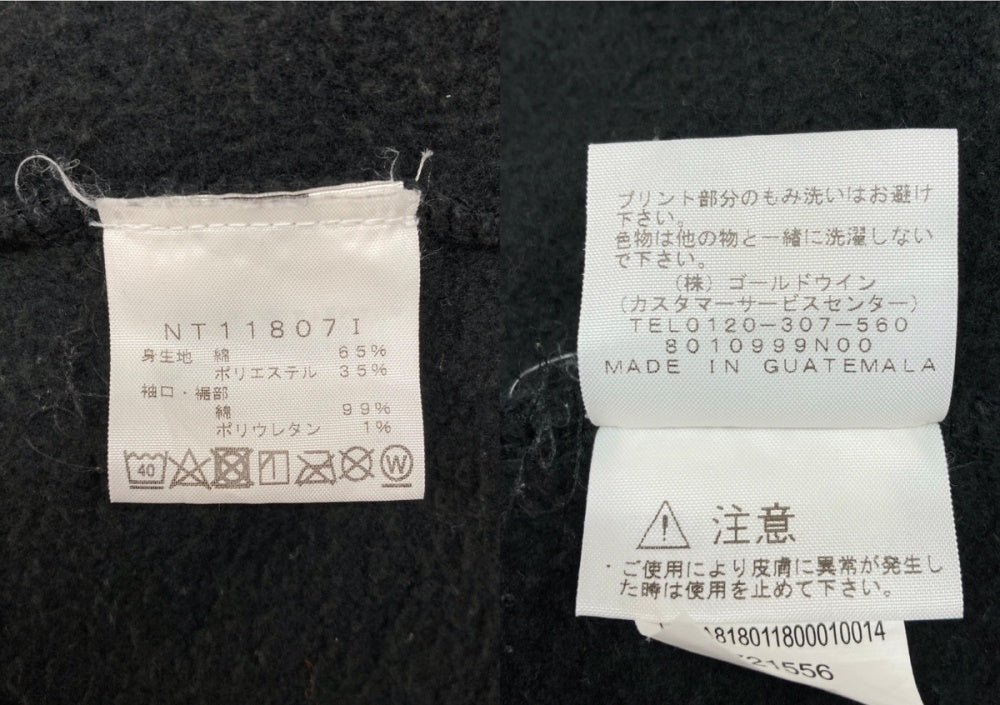 NT11807I
身生地 綿 65%
ポリエステル 35%
袖口・裾部
綿 99%
ポリウレタン 1%
40
W
プリント部分のもみ洗いはお避け
下さい。
色物は他の物と一緒に洗濯しない
で下さい。
(株) ゴールドウイン
(カスタマーサービスセンター)
TEL0120-307-560
8010999N00
MADE IN GUATEMALA
注意
・ご使用により皮膚に異常が発生し
た時は使用を止めて下さい。
818011800010014
21556